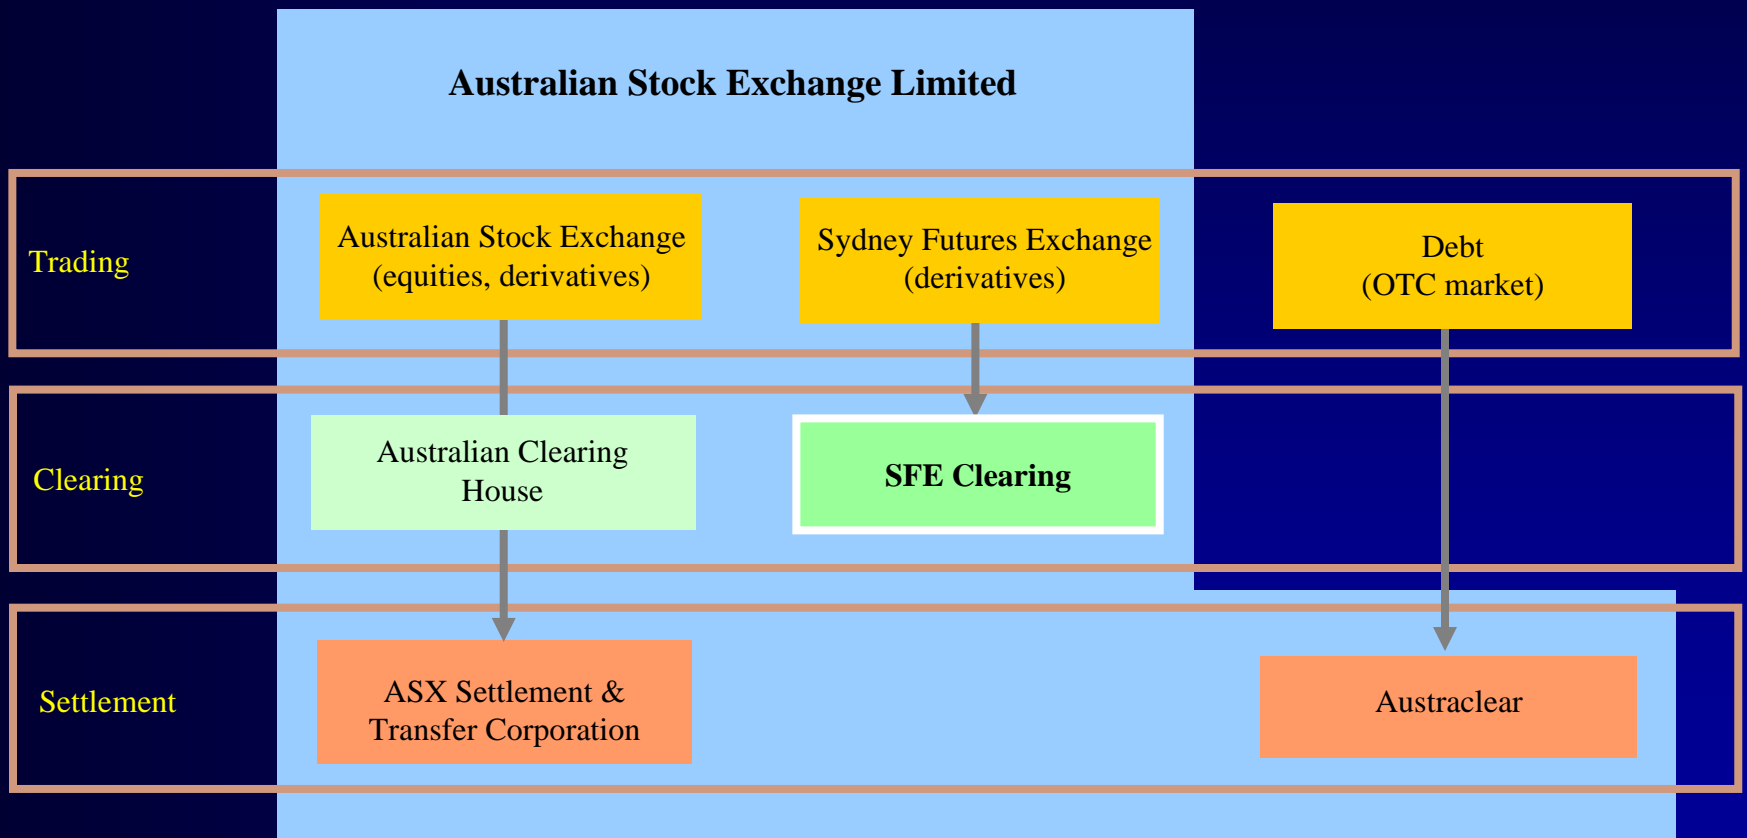 Australian Stock Exchange Limited
Trading
Australian Stock Exchange
(equities, derivatives)
Sydney Futures Exchange
(derivatives)
Debt
(OTC market)
Clearing
Australian Clearing
House
SFE Clearing
Settlement
ASX Settlement &
Transfer Corporation
Austraclear